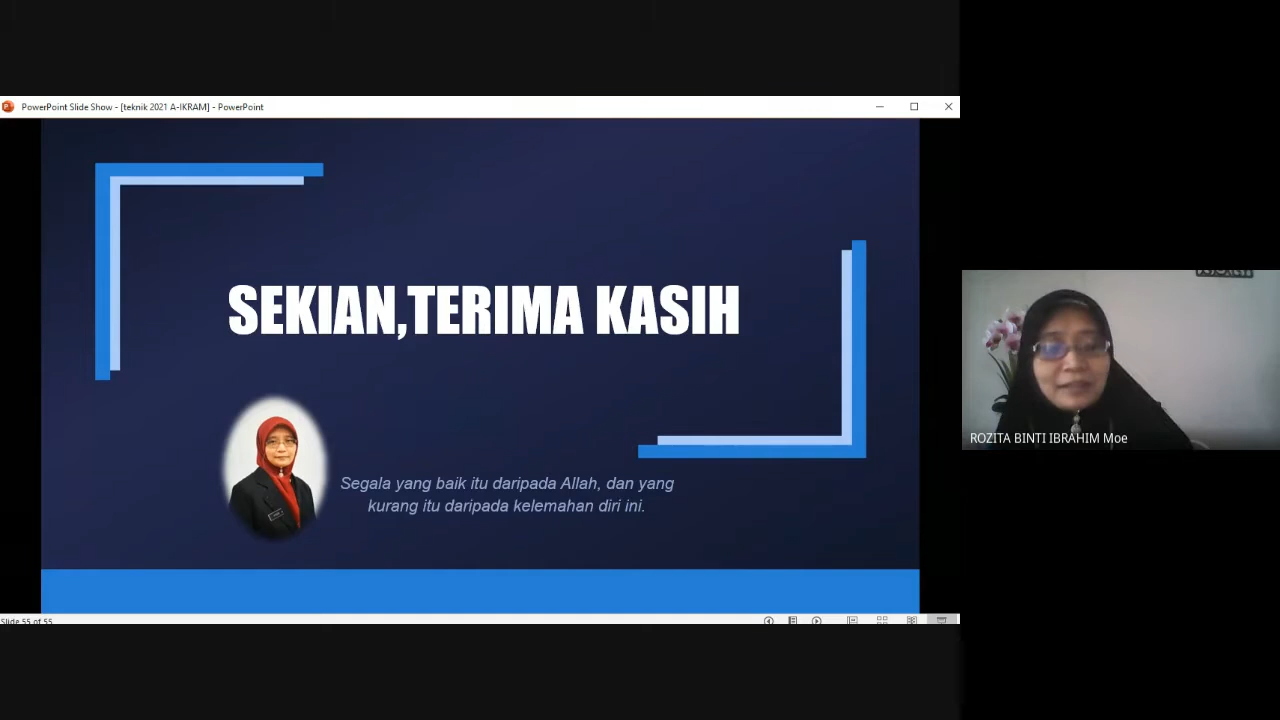 PowerPoint Slide Show - [teknik 2021 A-IKRAM] - PowerPoint
SEKIAN,TERIMA KASIH
Segala yang baik itu daripada Allah, dan yang
kurang itu daripada kelemahan diri ini.
ROZITA BINTI IBRAHIM Moe
Slide 55 of 55